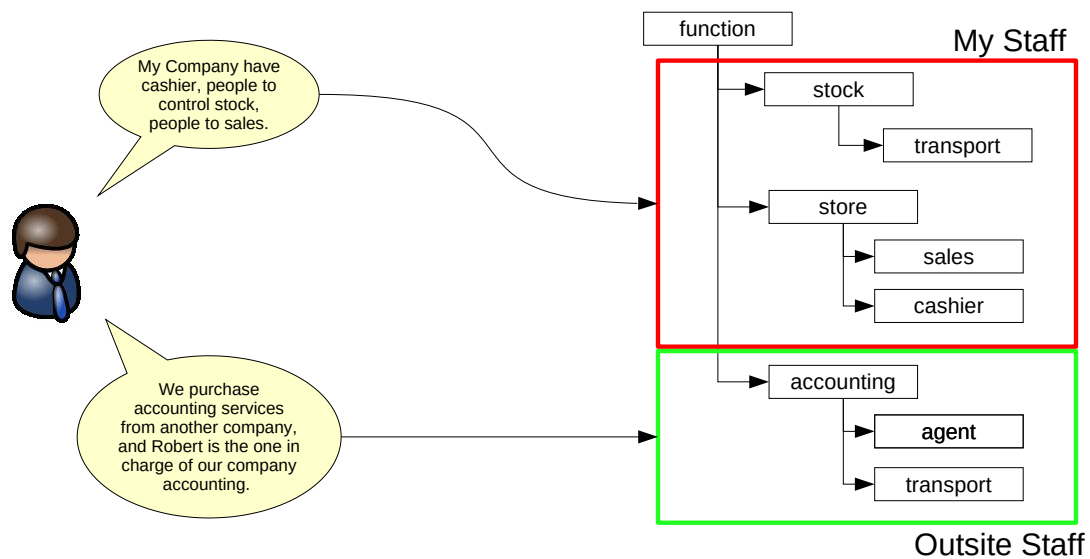 function
My Staff
My Company have
cashier, people to
control stock,
people to sales.
stock
transport
store
sales
cashier
We purchase
accounting services
from another company,
and Robert is the one in
charge of our company
accounting.
accounting
agent
transport
Outsite Staff